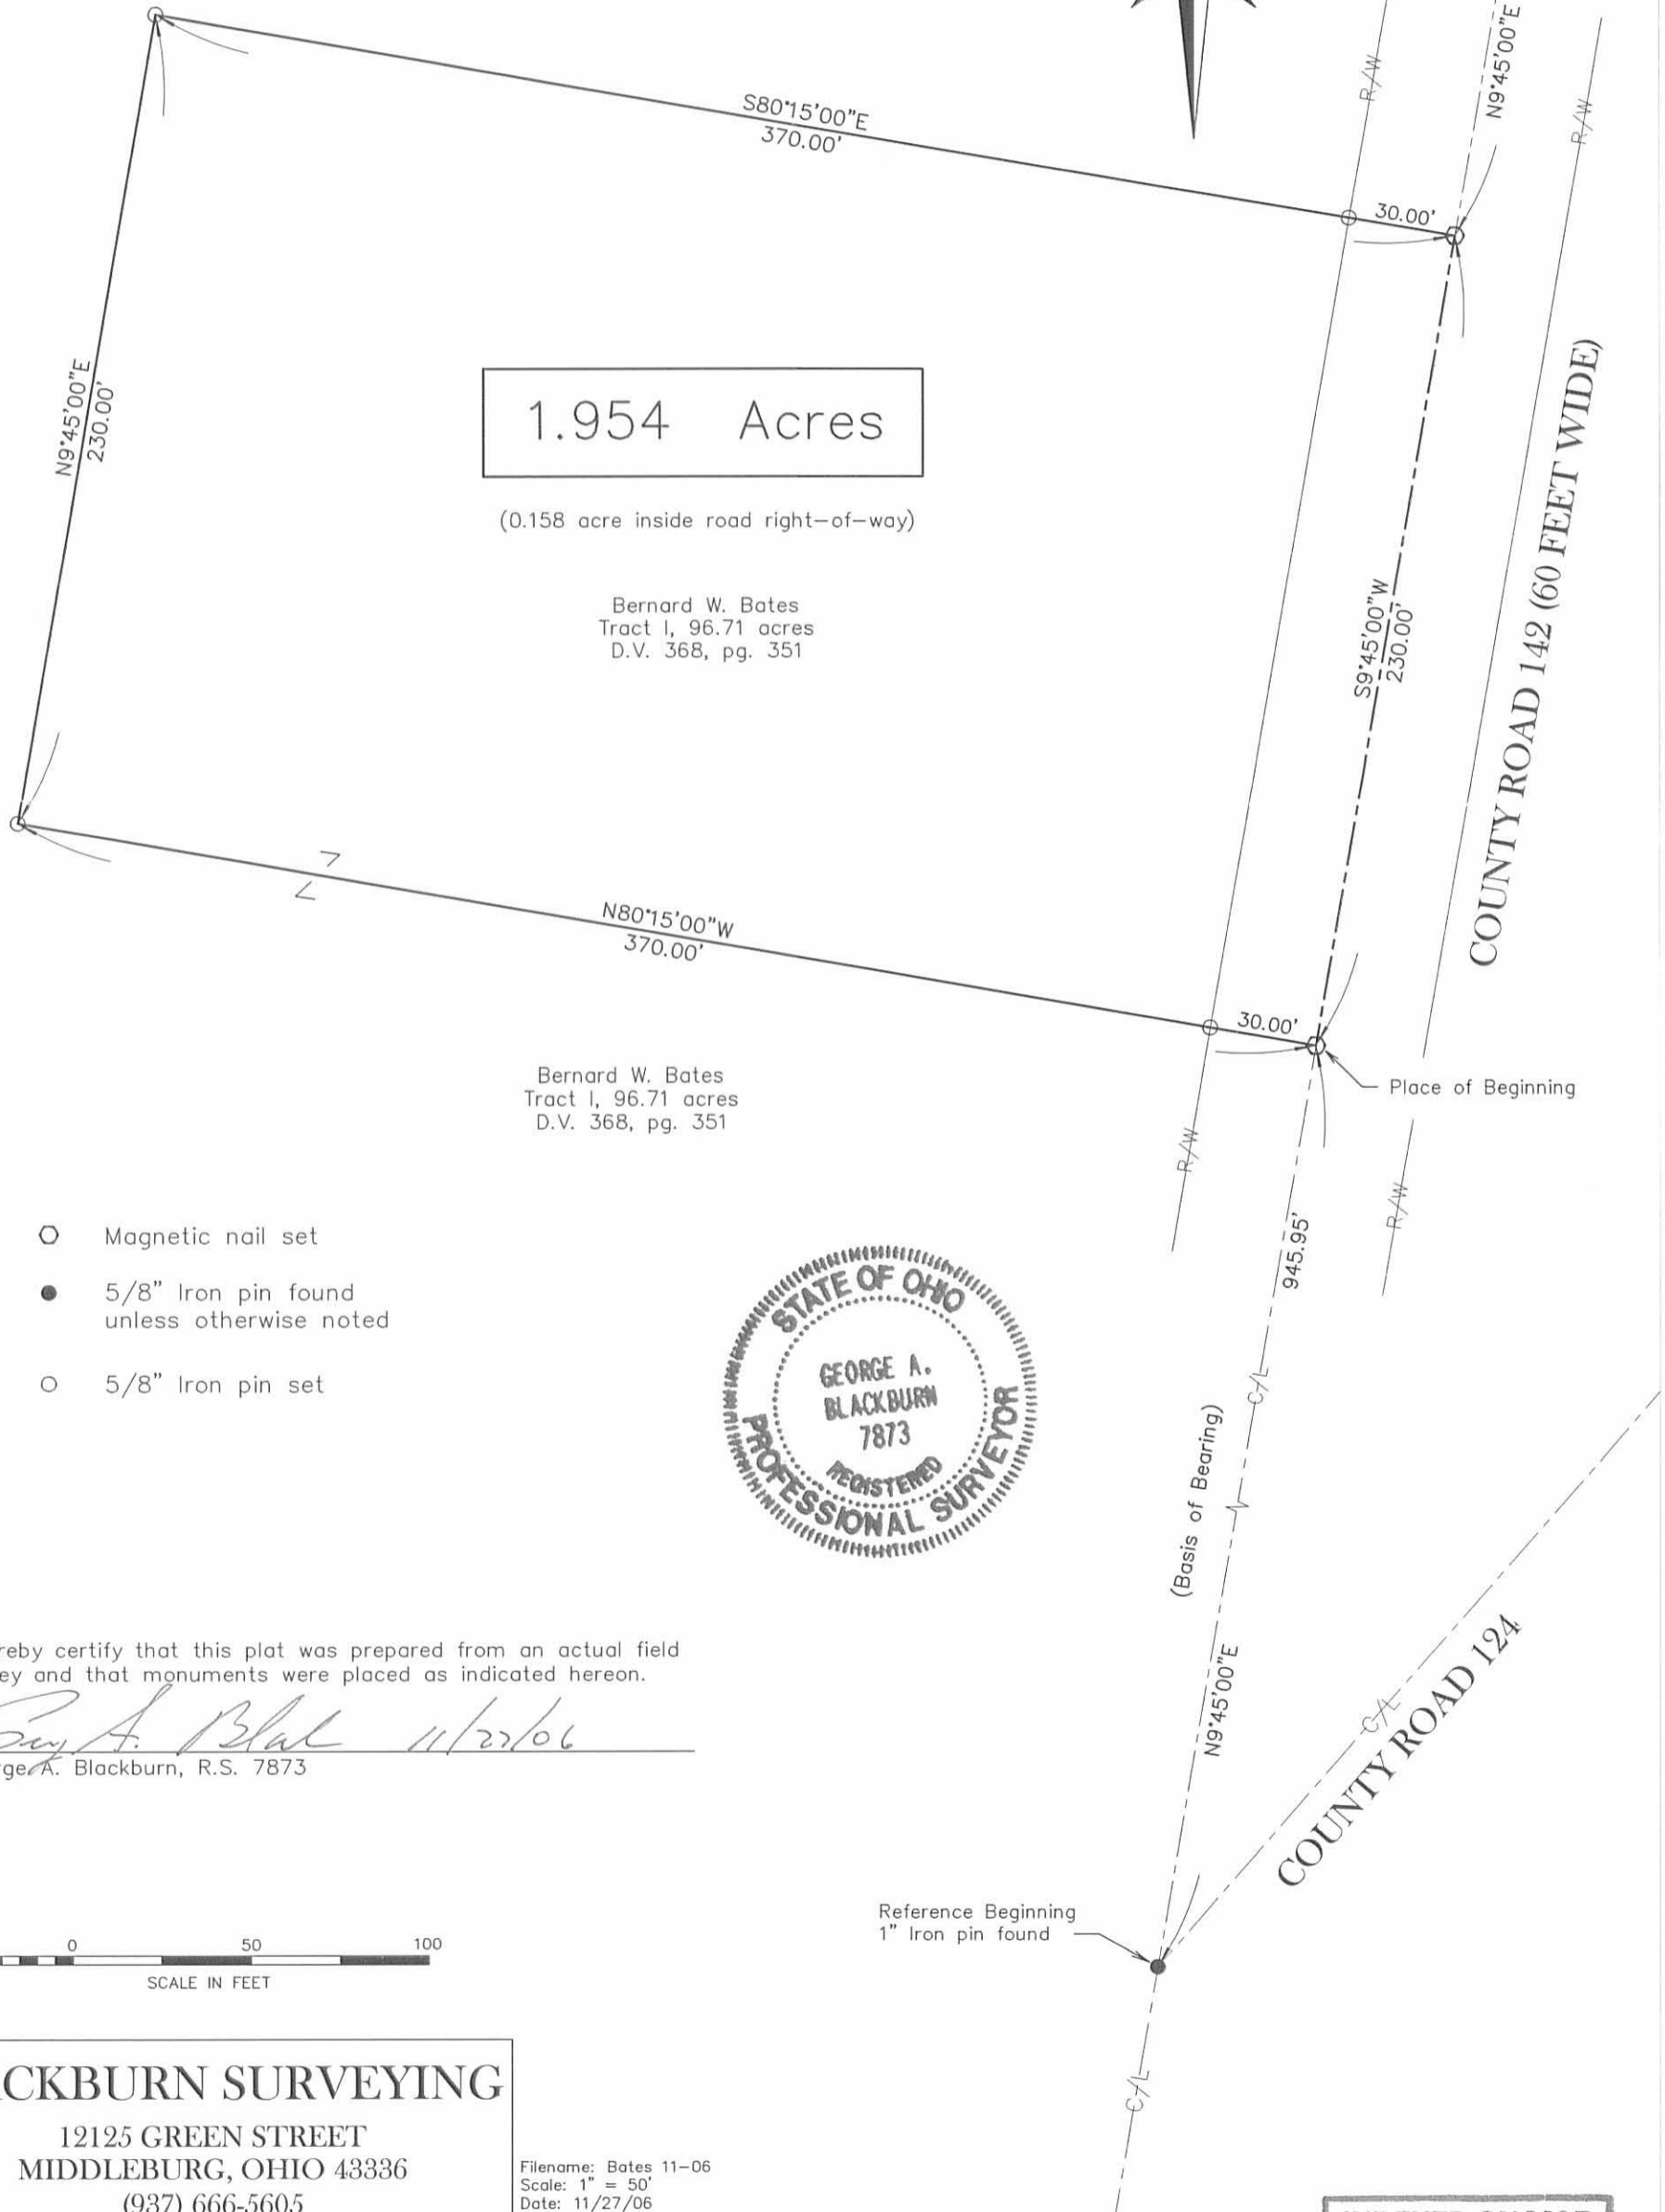 N9°45'00"E
R/W
R/W
S80°15'00"E
370.00'
30.00'
N9°45'00"E
230.00'
1.954 Acres
(0.158 acre inside road right-of-way)
Bernard W. Bates
Tract I, 96.71 acres
D.V. 368, pg. 351
S9°45'00"W
230.00'
COUNTY ROAD 142 (60 FEET WIDE)
N80°15'00"W
370.00'
30.00'
Place of Beginning
Bernard W. Bates
Tract I, 96.71 acres
D.V. 368, pg. 351
R/W
R/W
945.95'
Magnetic nail set
5/8" Iron pin found
unless otherwise noted
5/8" Iron pin set
STATE OF OHIO
GEORGE A.
BLACKBURN
7873
REGISTERED
PROFESSIONAL SURVEYOR
C/L
(Basis of Bearing)
N9°45'00"E
C/L
COUNTY ROAD 124
reby certify that this plat was prepared from an actual field
ey and that monuments were placed as indicated hereon.
11/27/06
rge A. Blackburn, R.S. 7873
Reference Beginning
1" Iron pin found
0 50 100
SCALE IN FEET
C/L
CKBURN SURVEYING
12125 GREEN STREET
MIDDLEBURG, OHIO 43336
(937) 666-5605
Filename: Bates 11-06
Scale: 1" = 50'
Date: 11/27/06